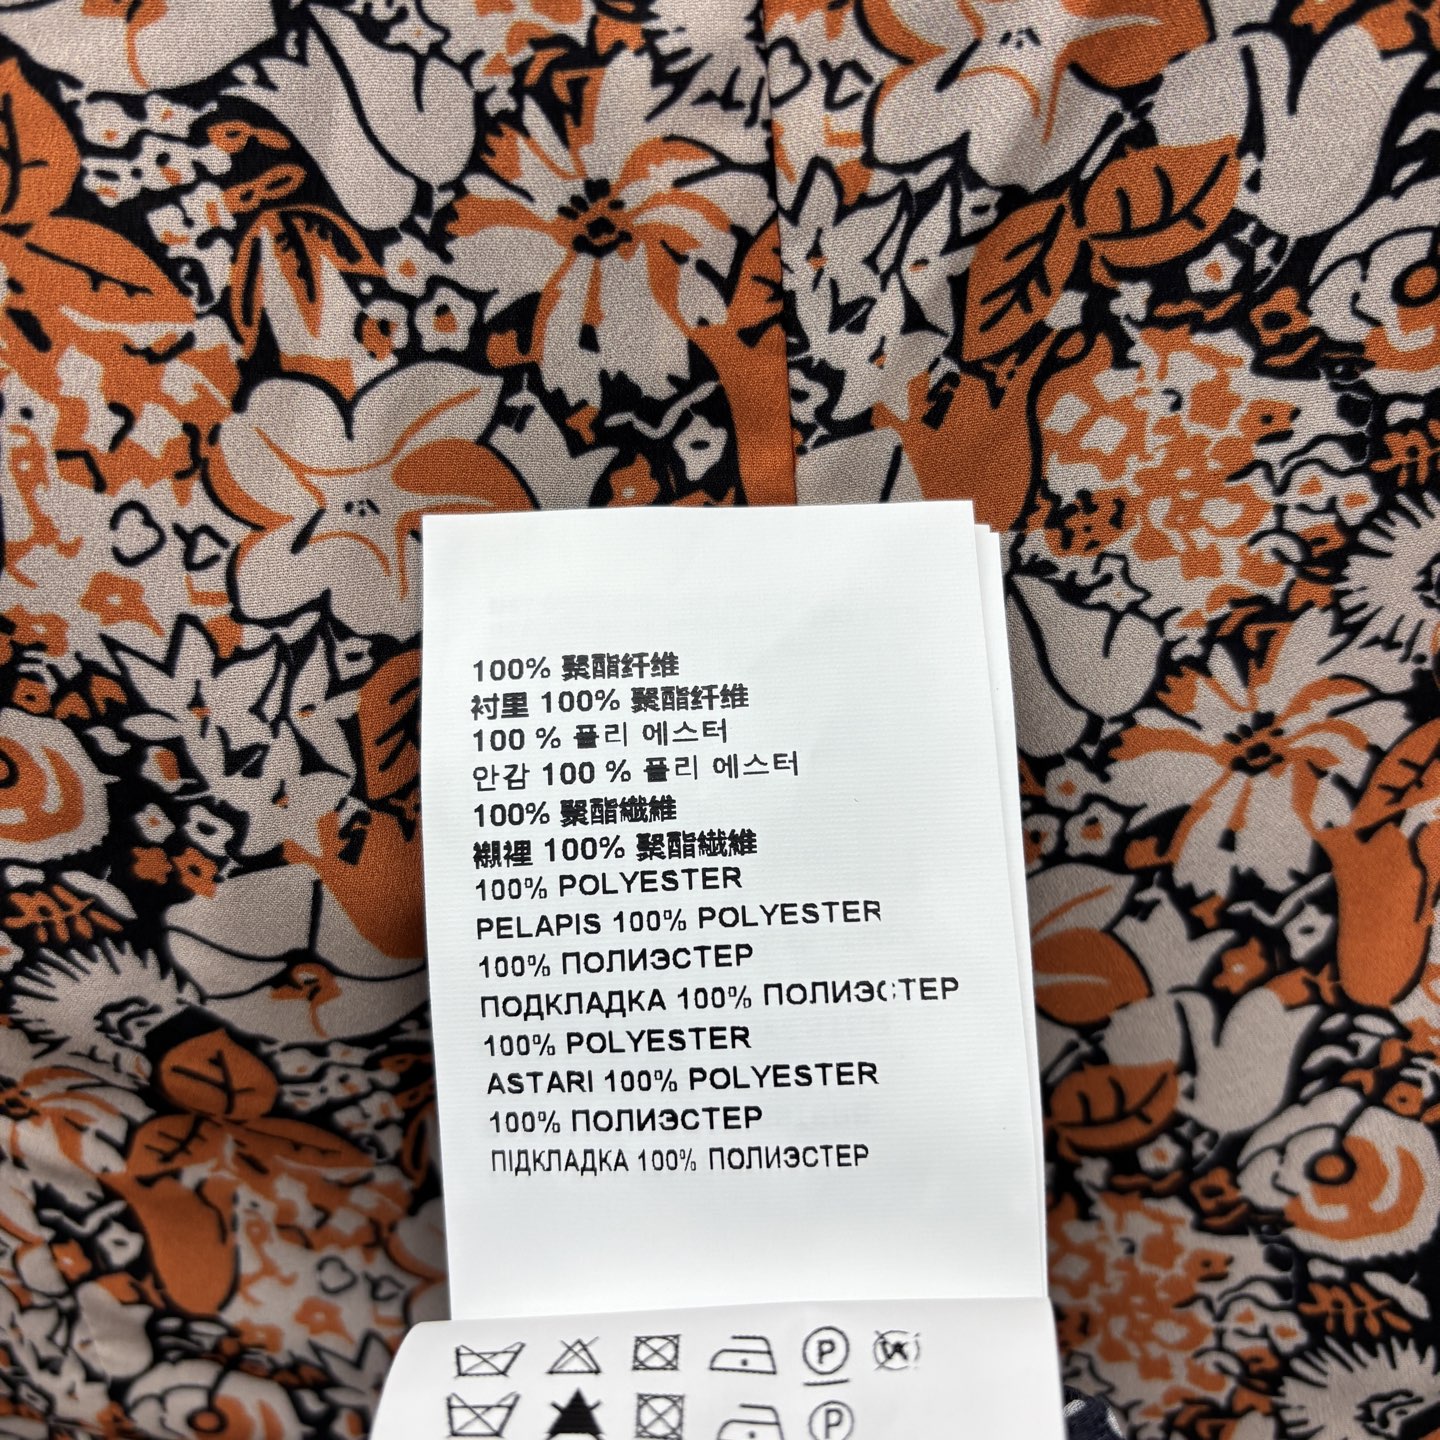 100% 聚酯纤维
衬里 100% 聚酯纤维
100 % 폴리 에스터
안감 100 % 폴리 에스터
100% 聚酯纖維
襯裡 100% 聚酯纖維
100% POLYESTER
PELAPIS 100% POLYESTER
100% ПОЛИЭСТЕР
ПОДКЛАДКА 100% ПОЛИЭСТЕР
100% POLYESTER
ASTARI 100% POLYESTER
100% ПОЛИЭСТЕР
ПІДКЛАДКА 100% ПОЛИЭСТЕР
P W
P